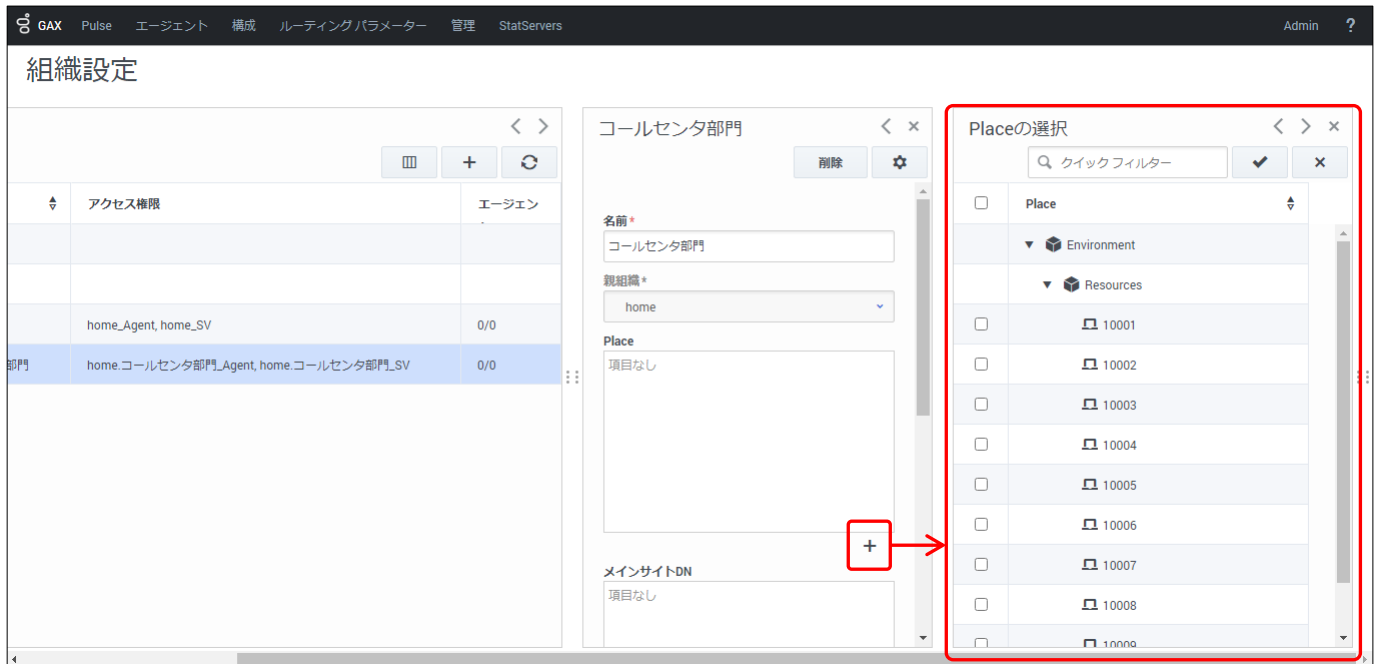 GAX Pulse エージェント 構成 ルーティング パラメーター 管理 StatServers Admin ?
組織設定
コールセンタ部門
削除
Placeの選択
クイック フィルター
アクセス権限
エージェン
home_Agent, home_SV
0/0
部門
home.コールセンタ部門_Agent, home.コールセンタ部門_SV
0/0
名前*
コールセンタ部門
親組織*
home
Place
項目なし
メインサイトDN
項目なし
Place
Environment
Resources
10001
10002
10003
10004
10005
10006
10007
10008
10009